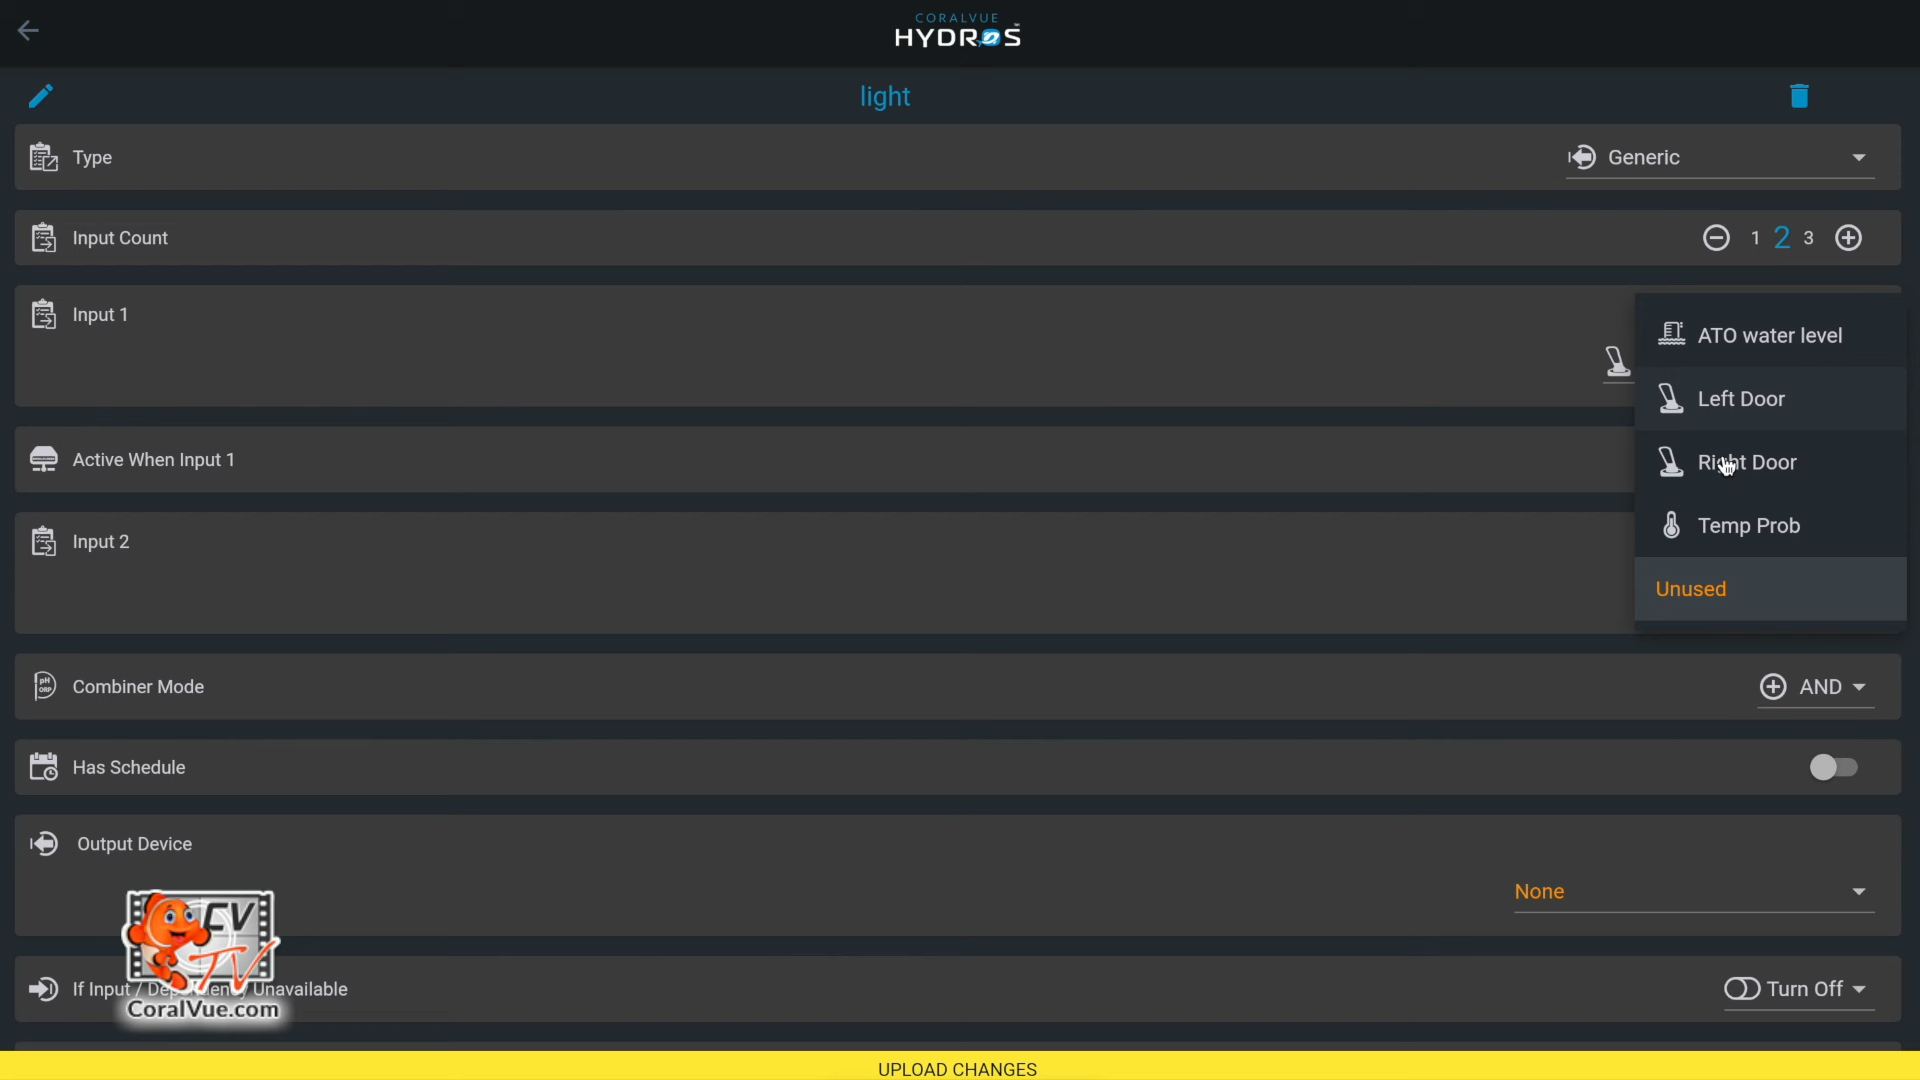 CORALVUE
HYDROS
light
Type
Generic
Input Count
1 2 3
Input 1
ATO water level
Left Door
Active When Input 1
Right Door
Temp Prob
Input 2
Unused
Combiner Mode
AND
Has Schedule
Output Device
None
If Input / Dependency Unavailable
Turn Off
CV
TV
CoralVue.com
UPLOAD CHANGES